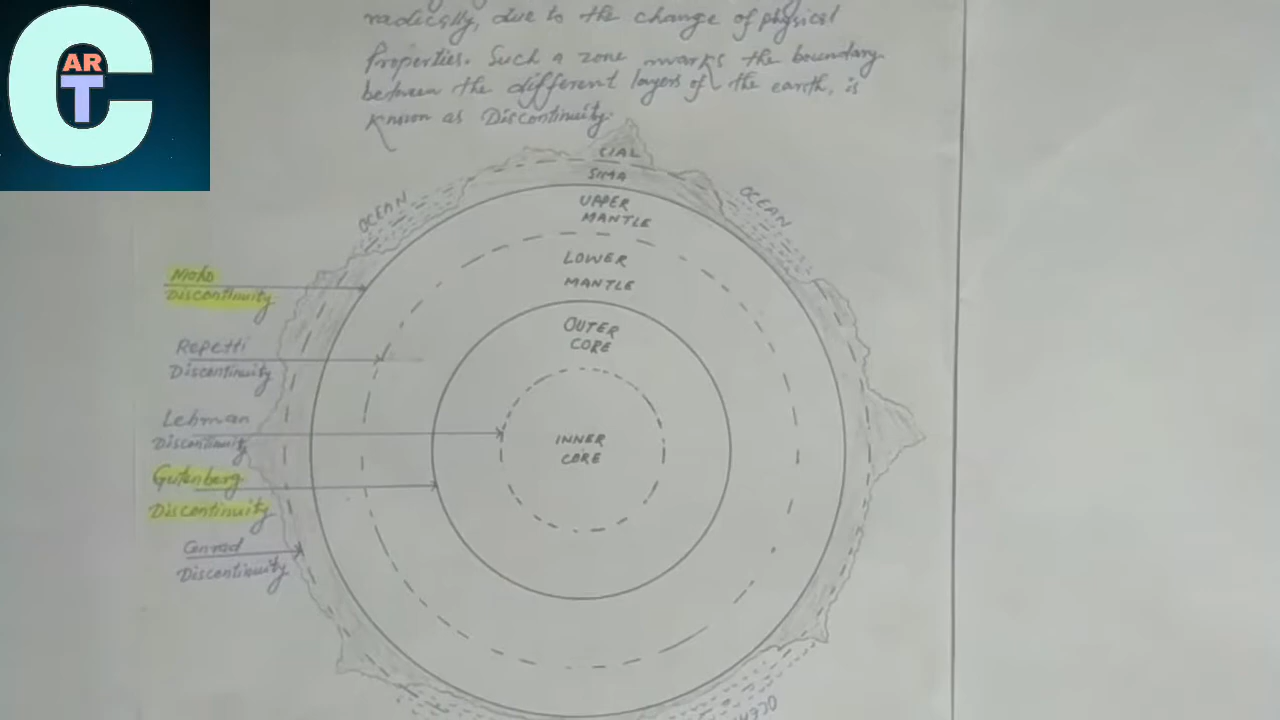 C
AR
T
radically, due to the change of physical
Properties. Such a zone marks the boundary
between the different layers of the earth, is
known as Discontinuity.
CIAL
SIMA
OCEAN
OCEAN
UPPER
MANTLE
LOWER
MANTLE
OUTER
CORE
INNER
CORE
Moho
Discontinuity
Repetti
Discontinuity
Lehman
Discontinuity
Gutenberg
Discontinuity
Conrad
Discontinuity
OCEAN